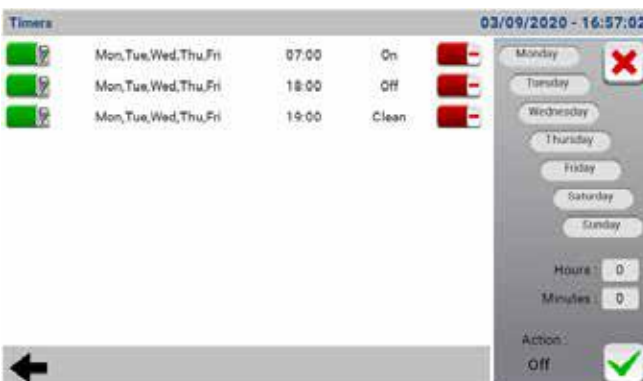 Timers 03/09/2020 - 16:57:02
Mon,Tue,Wed,Thu,Fri 07:00 On
Mon,Tue,Wed,Thu,Fri 18:00 Off
Mon,Tue,Wed,Thu,Fri 19:00 Clean
Monday
Tuesday
Wednesday
Thursday
Friday
Saturday
Sunday
Hours : 0
Minutes : 0
Action :
Off